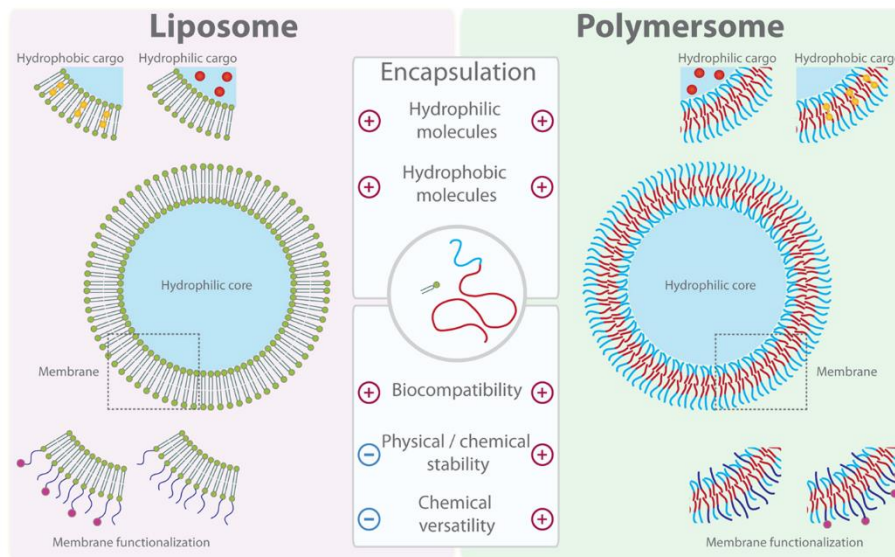 Liposome
Polymersome
Hydrophobic cargo
Hydrophilic cargo
Hydrophilic cargo
Hydrophobic cargo
Encapsulation
Hydrophilic
molecules
Hydrophobic
molecules
Hydrophilic core
Hydrophilic core
Membrane
Membrane
Biocompatibility
Physical / chemical
stability
Chemical
versatility
Membrane functionalization
Membrane functionalization